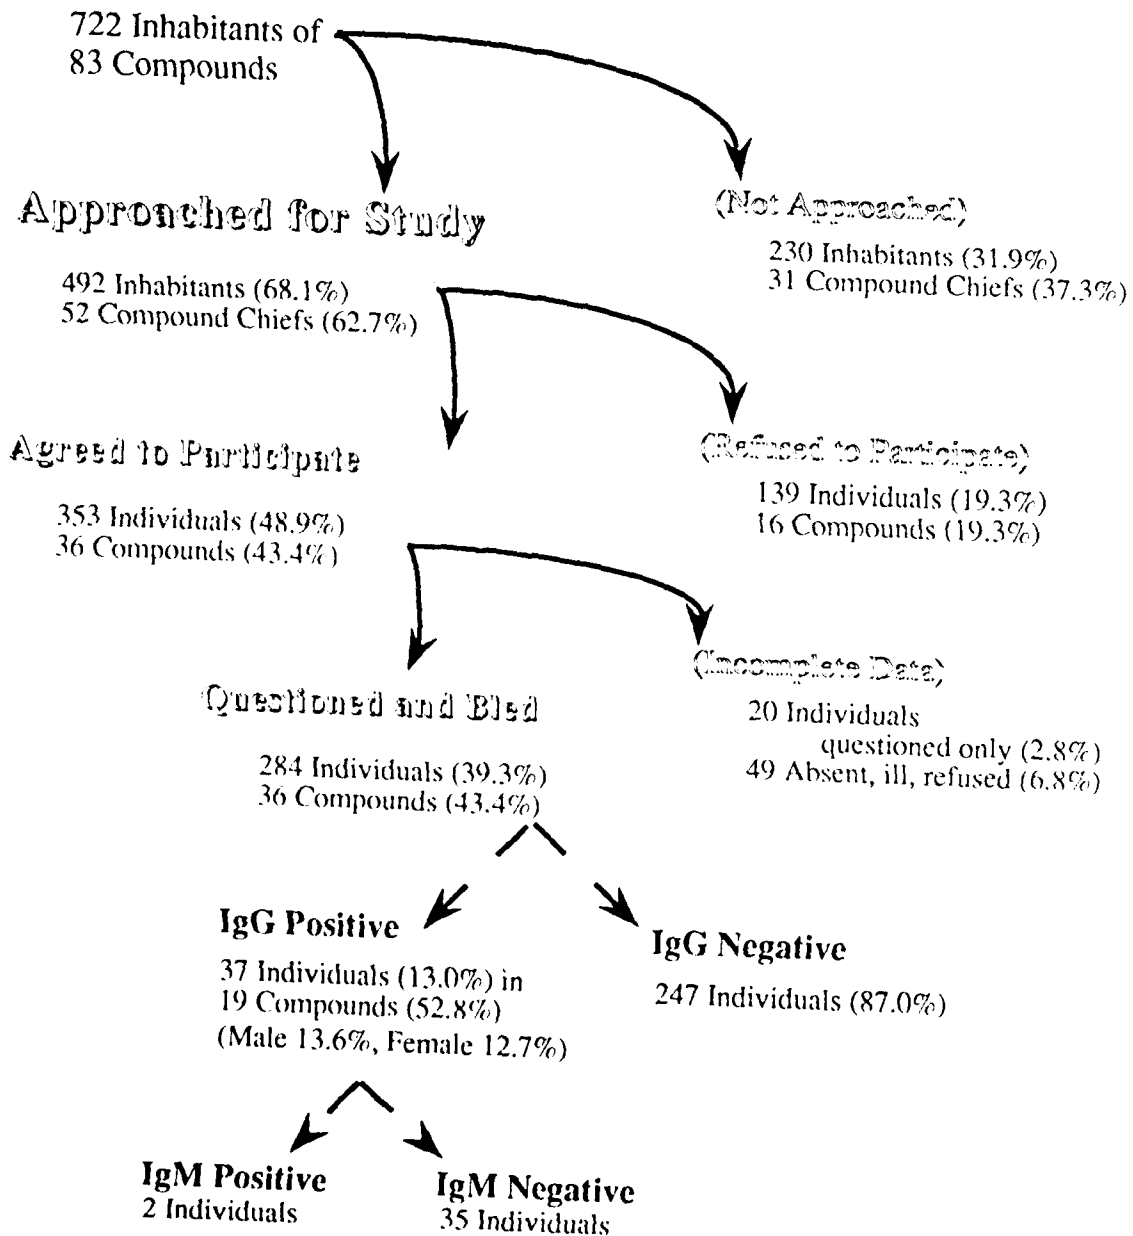 722 Inhabitants of
83 Compounds
Approached for Study
492 Inhabitants (68.1%)
52 Compound Chiefs (62.7%)
(Not Approached)
230 Inhabitants (31.9%)
31 Compound Chiefs (37.3%)
Agreed to Participate
353 Individuals (48.9%)
36 Compounds (43.4%)
(Refused to Participate)
139 Individuals (19.3%)
16 Compounds (19.3%)
Questioned and Bled
284 Individuals (39.3%)
36 Compounds (43.4%)
(Incomplete Data)
20 Individuals
questioned only (2.8%)
49 Absent, ill, refused (6.8%)
IgG Positive
37 Individuals (13.0%) in
19 Compounds (52.8%)
(Male 13.6%, Female 12.7%)
IgG Negative
247 Individuals (87.0%)
IgM Positive
2 Individuals
IgM Negative
35 Individuals